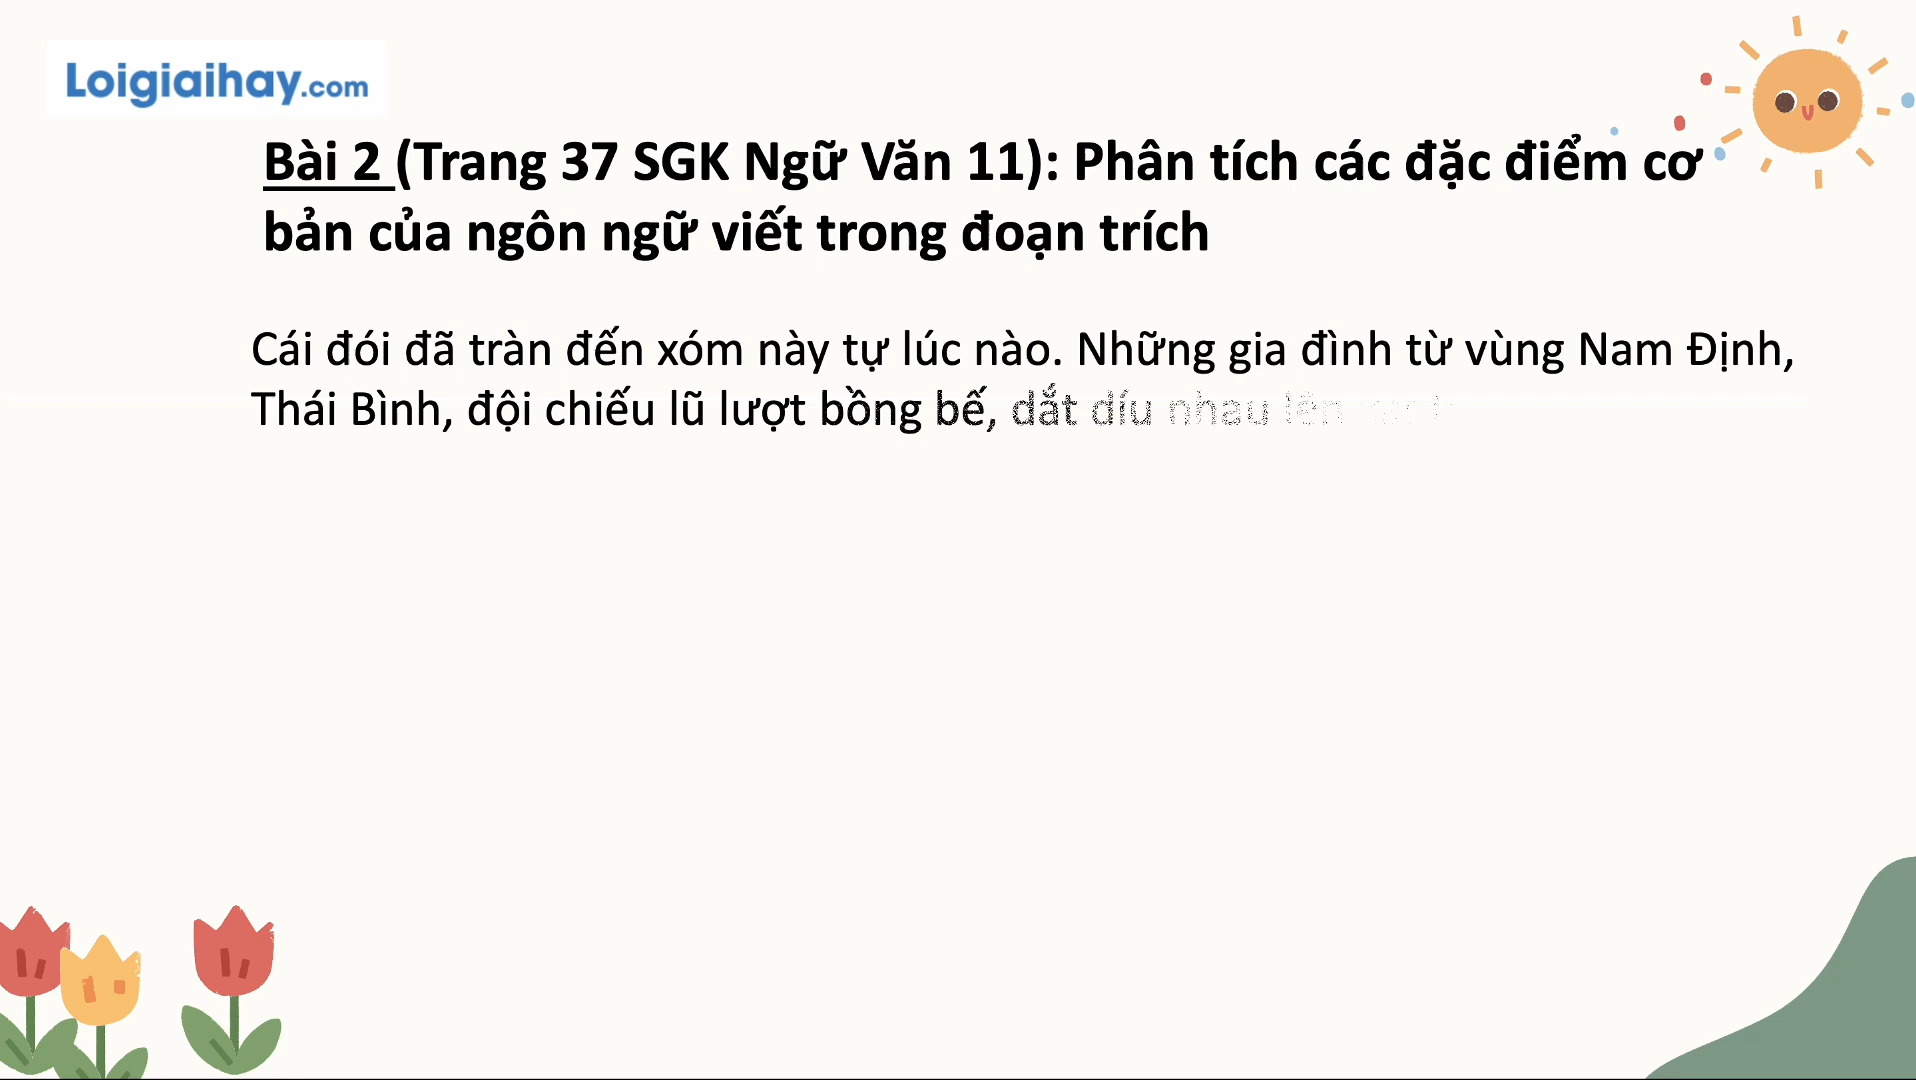 Loigiaihay.com
Bài 2 (Trang 37 SGK Ngữ Văn 11): Phân tích các đặc điểm cơ
bản của ngôn ngữ viết trong đoạn trích
Cái đói đã tràn đến xóm này tự lúc nào. Những gia đình từ vùng Nam Định,
Thái Bình, đội chiếu lũ lượt bồng bế, dắt díu nhau lên